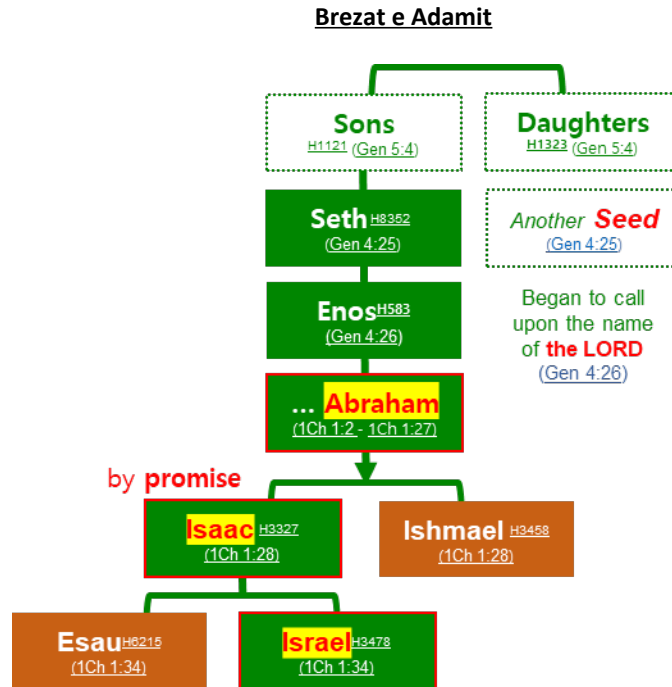 Brezat e Adamit
Sons
H1121 (Gen 5:4)
Daughters
H1323 (Gen 5:4)
Seth H8352
(Gen 4:25)
Another Seed
(Gen 4:25)
Enos H583
(Gen 4:26)
Began to call
upon the name
of the LORD
(Gen 4:26)
... Abraham
(1Ch 1:2 - 1Ch 1:27)
by promise
Isaac H3327
(1Ch 1:28)
Ishmael H3458
(1Ch 1:28)
Esau H6215
(1Ch 1:34)
Israel H3478
(1Ch 1:34)